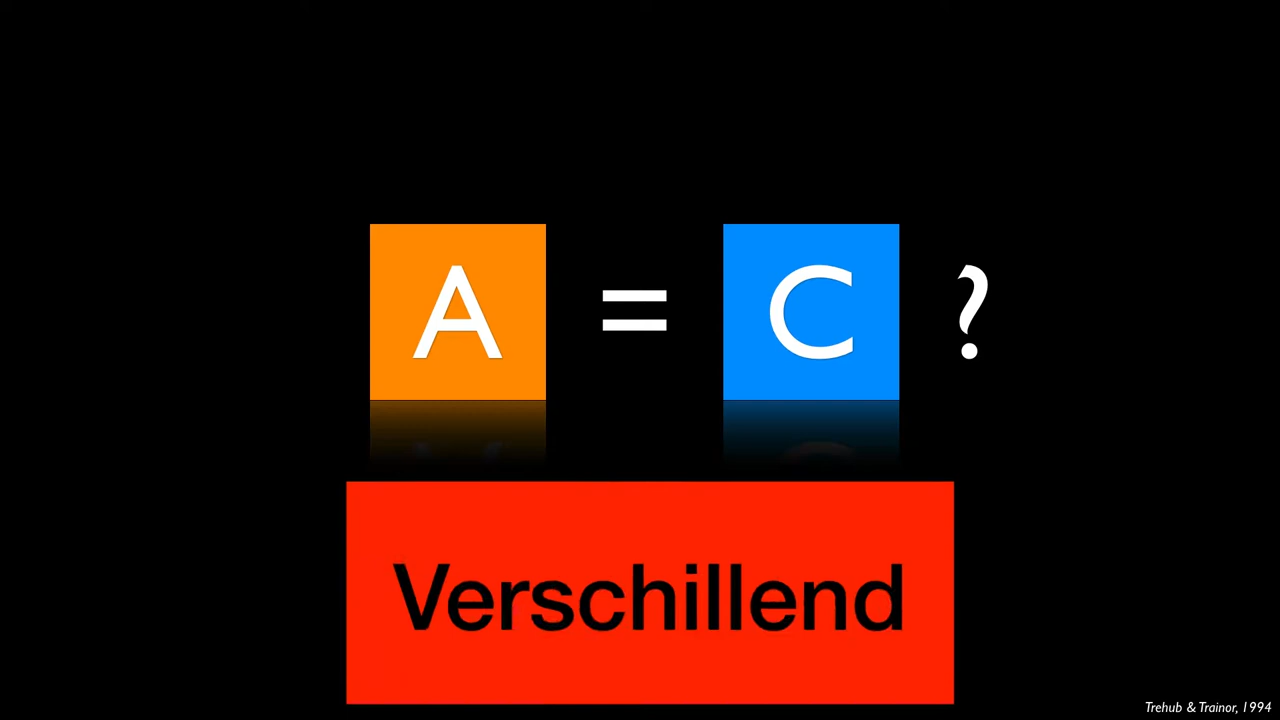 A = C ?
Verschillend
Trehub & Trainor, 1994